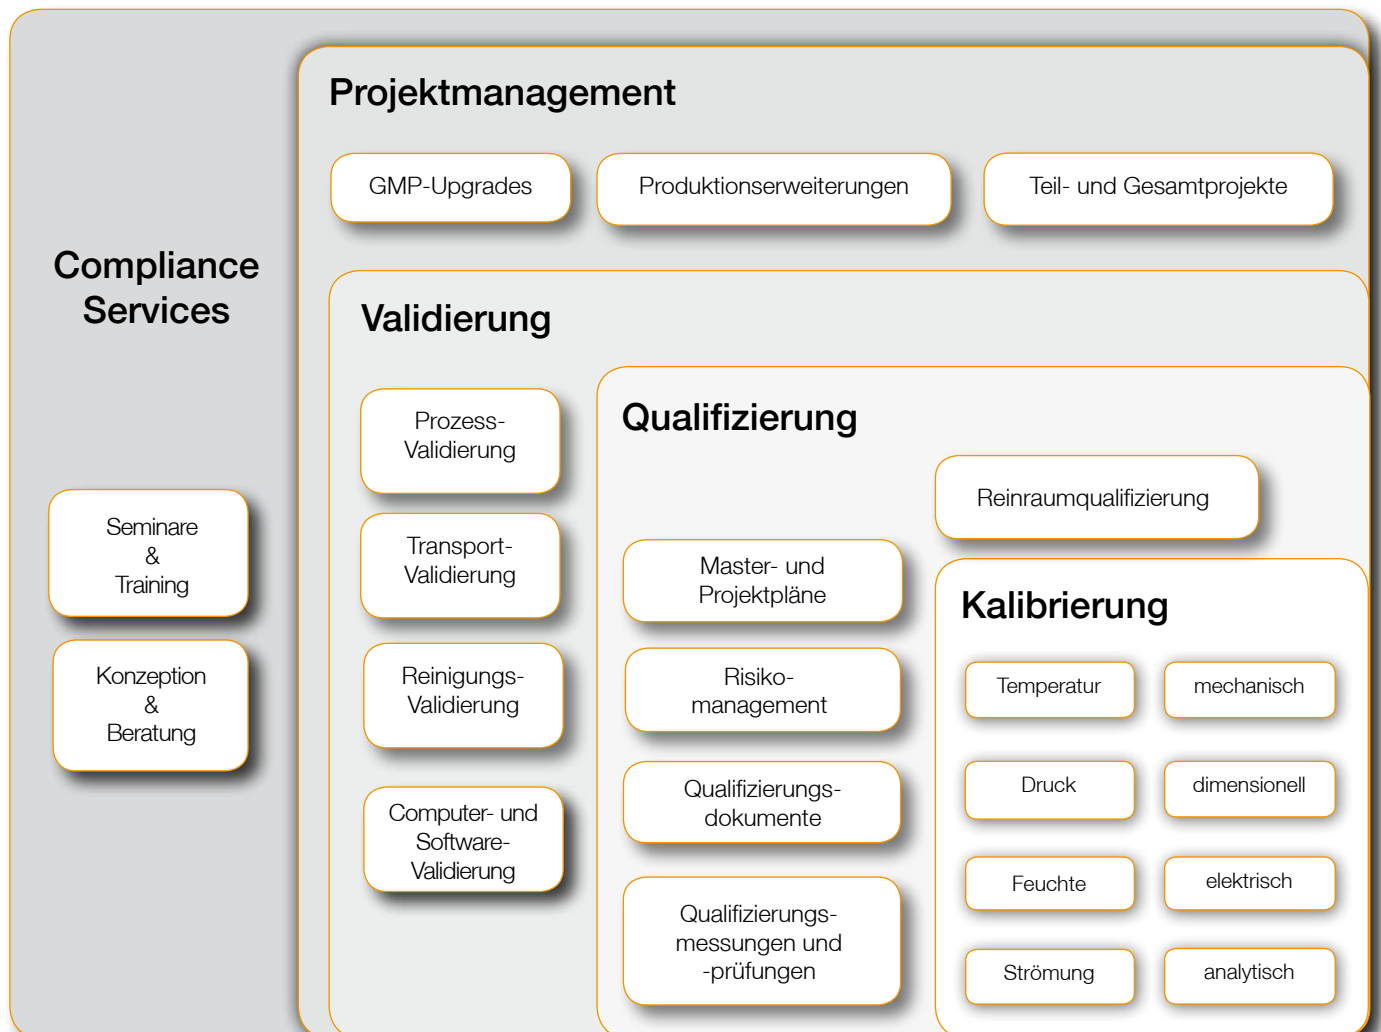 Compliance
Services
Seminare
&
Training
Konzeption
&
Beratung
Projektmanagement
GMP-Upgrades
Produktionserweiterungen
Teil- und Gesamtprojekte
Validierung
Prozess-
Validierung
Transport-
Validierung
Reinigungs-
Validierung
Computer- und
Software-
Validierung
Qualifizierung
Master- und
Projektpläne
Risiko-
management
Qualifizierungs-
dokumente
Qualifizierungs-
messungen und
-prüfungen
Reinraumqualifizierung
Kalibrierung
Temperatur
mechanisch
Druck
dimensionell
Feuchte
elektrisch
Strömung
analytisch